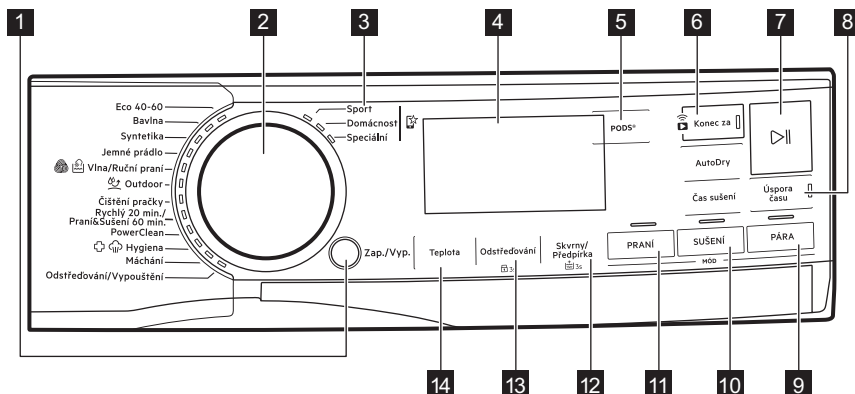 1
2
3
4
5
6
7
8
Eco 40-60
Bavlna
Syntetika
Jemné prádlo
Vlna/Ruční praní
Outdoor
Čištění pračky
Rychlý 20 min./
Praní&Sušení 60 min.
PowerClean
Hygiena
Máchání
Odstřeďování/Vypouštění
Sport
Domácnost
Speciální
Zap./Vyp.
Teplota
Odstřeďování
3s
Skvrny/
Předpírka
3s
PODS®
Konec za
AutoDry
Čas sušení
Úspora
času
PRANÍ
SUŠENÍ
PÁRA
MÓD
14
13
12
11
10
9